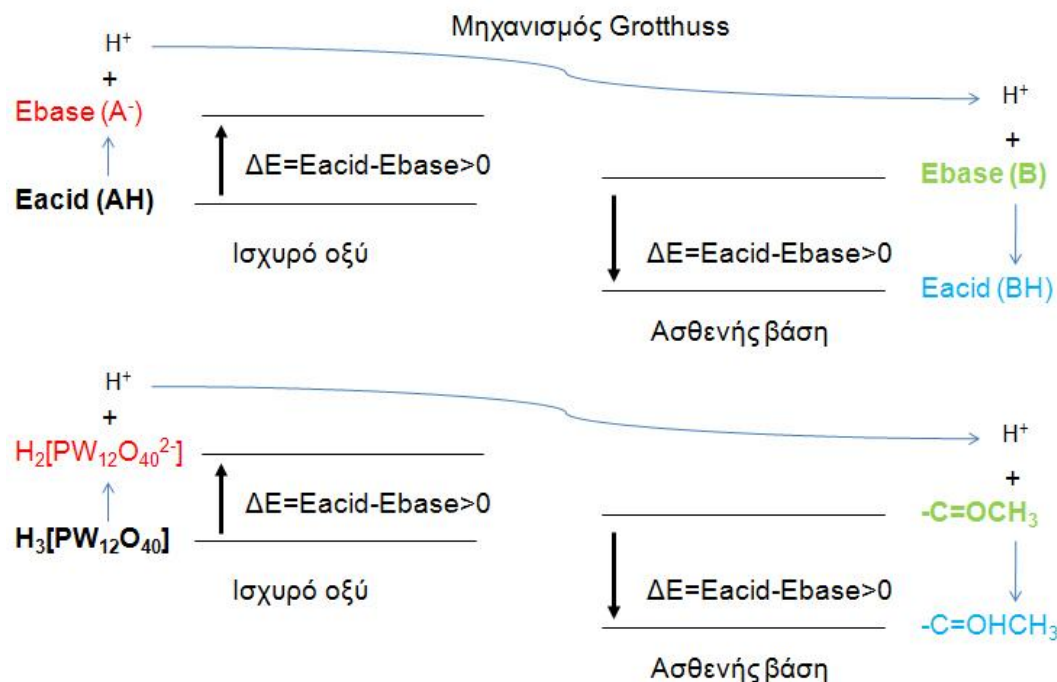 Μηχανισμός Grotthuss
H⁺
+
Ebase (A⁻)
Eacid (AH)
ΔE=Eacid-Ebase>0
Ισχυρό οξύ
H⁺
+
Ebase (B)
ΔE=Eacid-Ebase>0
Eacid (BH)
Ασθενής βάση
H⁺
+
H₂[PW₁₂O₄₀²⁻]
H₃[PW₁₂O₄₀]
ΔE=Eacid-Ebase>0
Ισχυρό οξύ
H⁺
+
-C=OCH₃
ΔE=Eacid-Ebase>0
-C=OHCH₃
Ασθενής βάση